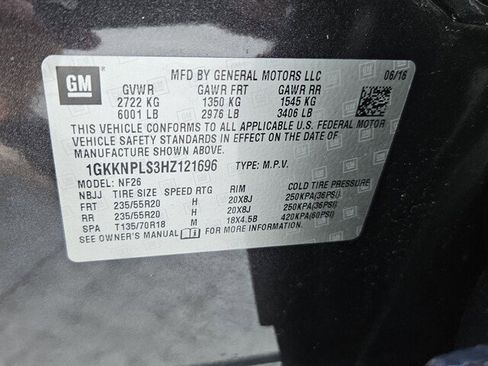 GM
MFD BY GENERAL MOTORS LLC 06/16
GVWR GAWR FRT GAWR RR
2722 KG 1350 KG 1545 KG
6001 LB 2976 LB 3406 LB
THIS VEHICLE CONFORMS TO ALL APPLICABLE U.S. FEDERAL MOTOR
VEHICLE SAFETY STANDARDS IN EFFECT ON THE DATE OF
MANUFACTURE SHOWN ABOVE.
1GKKNPLS3HZ121696 TYPE: M.P.V.
MODEL: NF26
NBJJ TIRE SIZE SPEED RTG RIM COLD TIRE PRESSURE
FRT 235/55R20 H 20X8J 250KPA(36PSI)
RR 235/55R20 H 20X8J 250KPA(36PSI)
SPA T135/70R18 M 18X4.5B 420KPA(60PSI)
SEE OWNER'S MANUAL FOR MORE INFORMATION.